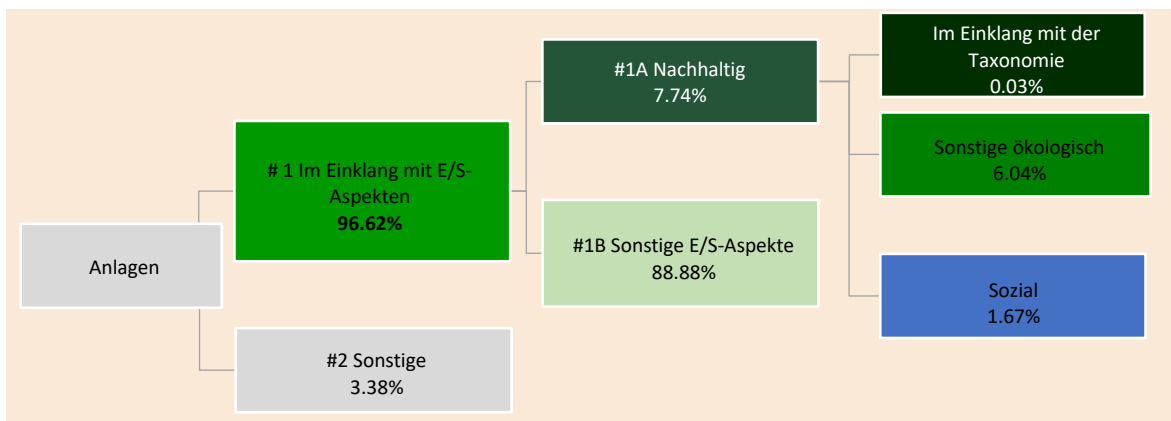 Anlagen
# 1 Im Einklang mit E/S-
Aspekten
96.62%
#2 Sonstige
3.38%
#1A Nachhaltig
7.74%
#1B Sonstige E/S-Aspekte
88.88%
Im Einklang mit der
Taxonomie
0.03%
Sonstige ökologisch
6.04%
Sozial
1.67%